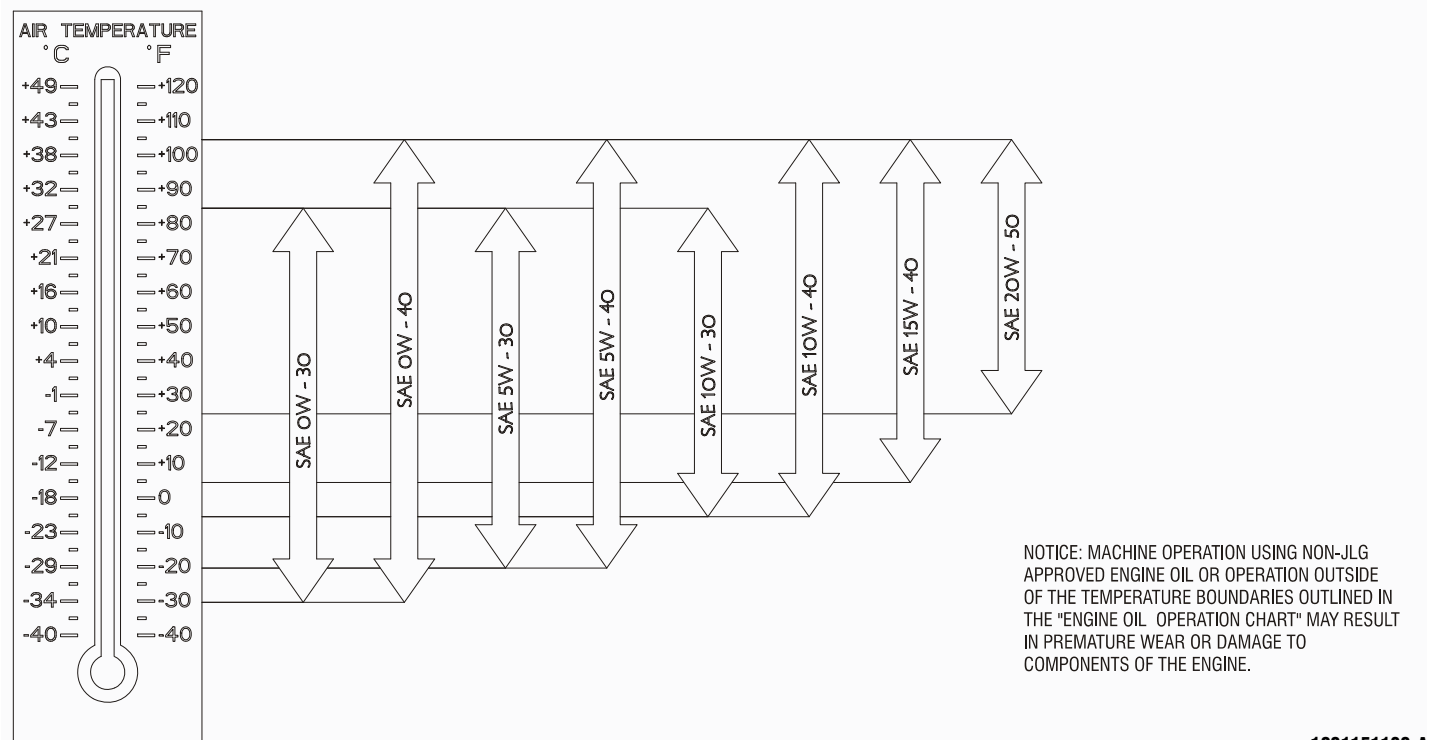 AIR TEMPERATURE
°C °F
+49 +120
+43 +110
+38 +100
+32 +90
+27 +80
+21 +70
+16 +60
+10 +50
+4 +40
-1 +30
-7 +20
-12 +10
-18 0
-23 -10
-29 -20
-34 -30
-40 -40
SAE 0W - 30
SAE 0W - 40
SAE 5W - 30
SAE 5W - 40
SAE 10W - 30
SAE 10W - 40
SAE 15W - 40
SAE 20W - 50
NOTICE: MACHINE OPERATION USING NON-JLG
APPROVED ENGINE OIL OR OPERATION OUTSIDE
OF THE TEMPERATURE BOUNDARIES OUTLINED IN
THE "ENGINE OIL OPERATION CHART" MAY RESULT
IN PREMATURE WEAR OR DAMAGE TO
COMPONENTS OF THE ENGINE.